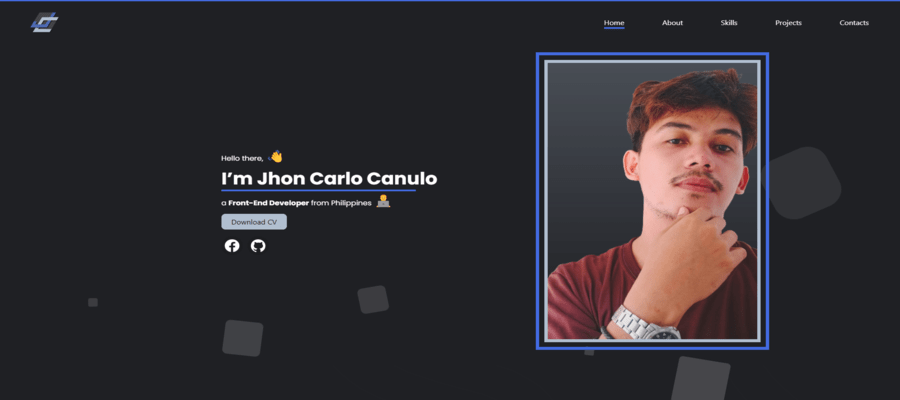 Home About Skills Projects Contacts
Hello there,
I'm Jhon Carlo Canulo
a Front-End Developer from Philippines
Download CV